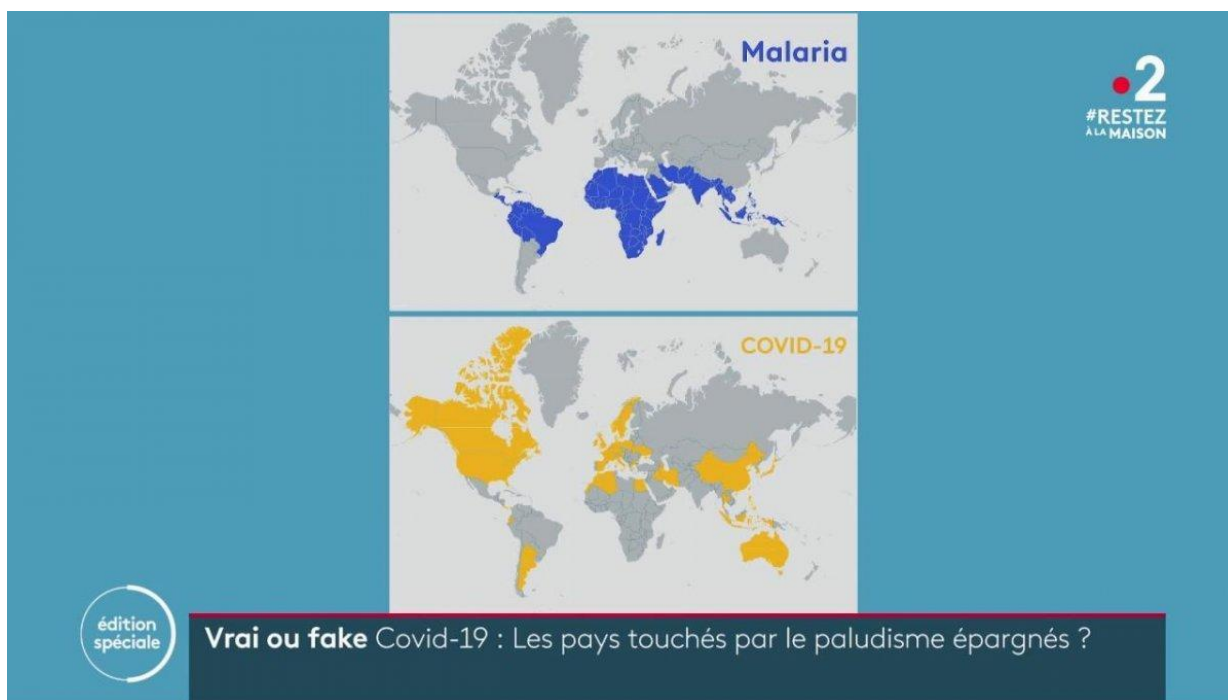 Malaria
2
#RESTEZ
À LA MAISON
COVID-19
édition
spéciale
Vrai ou fake Covid-19 : Les pays touchés par le paludisme épargnés ?